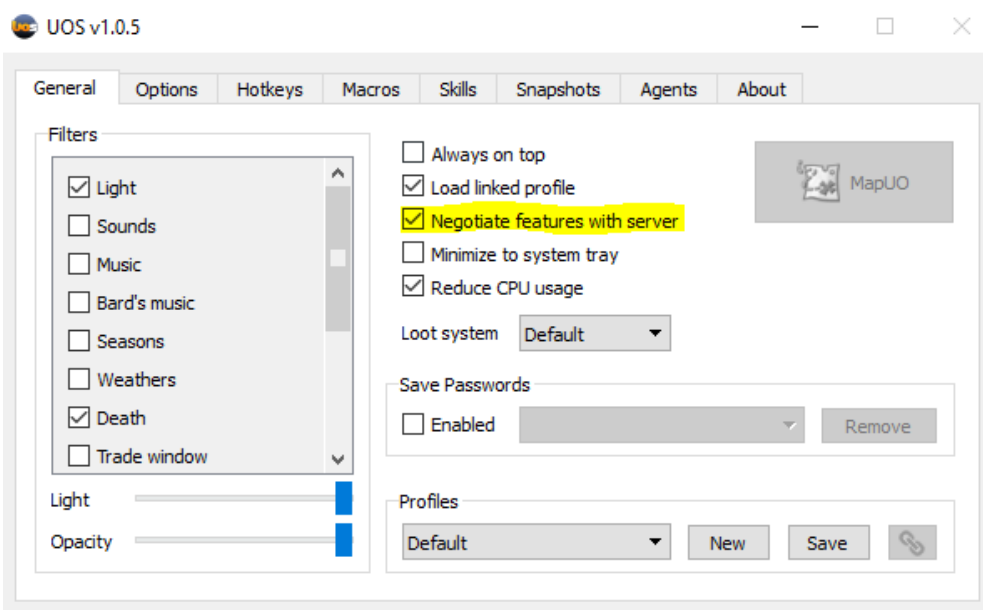 UOS UOS v1.0.5
General Options Hotkeys Macros Skills Snapshots Agents About
Filters
Light
Sounds
Music
Bard's music
Seasons
Weathers
Death
Trade window
Light
Opacity
Always on top
Load linked profile
Negotiate features with server
Minimize to system tray
Reduce CPU usage
MapUO
Loot system Default
Save Passwords
Enabled Remove
Profiles
Default New Save